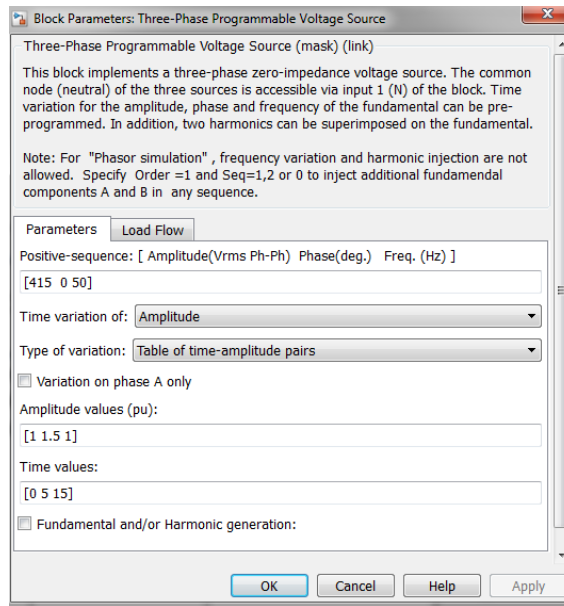 Block Parameters: Three-Phase Programmable Voltage Source
Three-Phase Programmable Voltage Source (mask) (link)
This block implements a three-phase zero-impedance voltage source. The common
node (neutral) of the three sources is accessible via input 1 (N) of the block. Time
variation for the amplitude, phase and frequency of the fundamental can be pre-
programmed. In addition, two harmonics can be superimposed on the fundamental.
Note: For "Phasor simulation" , frequency variation and harmonic injection are not
allowed. Specify Order =1 and Seq=1,2 or 0 to inject additional fundamendal
components A and B in any sequence.
Parameters Load Flow
Positive-sequence: [ Amplitude(Vrms Ph-Ph) Phase(deg.) Freq. (Hz) ]
[415 0 50]
Time variation of: Amplitude
Type of variation: Table of time-amplitude pairs
Variation on phase A only
Amplitude values (pu):
[1 1.5 1]
Time values:
[0 5 15]
Fundamental and/or Harmonic generation:
OK Cancel Help Apply